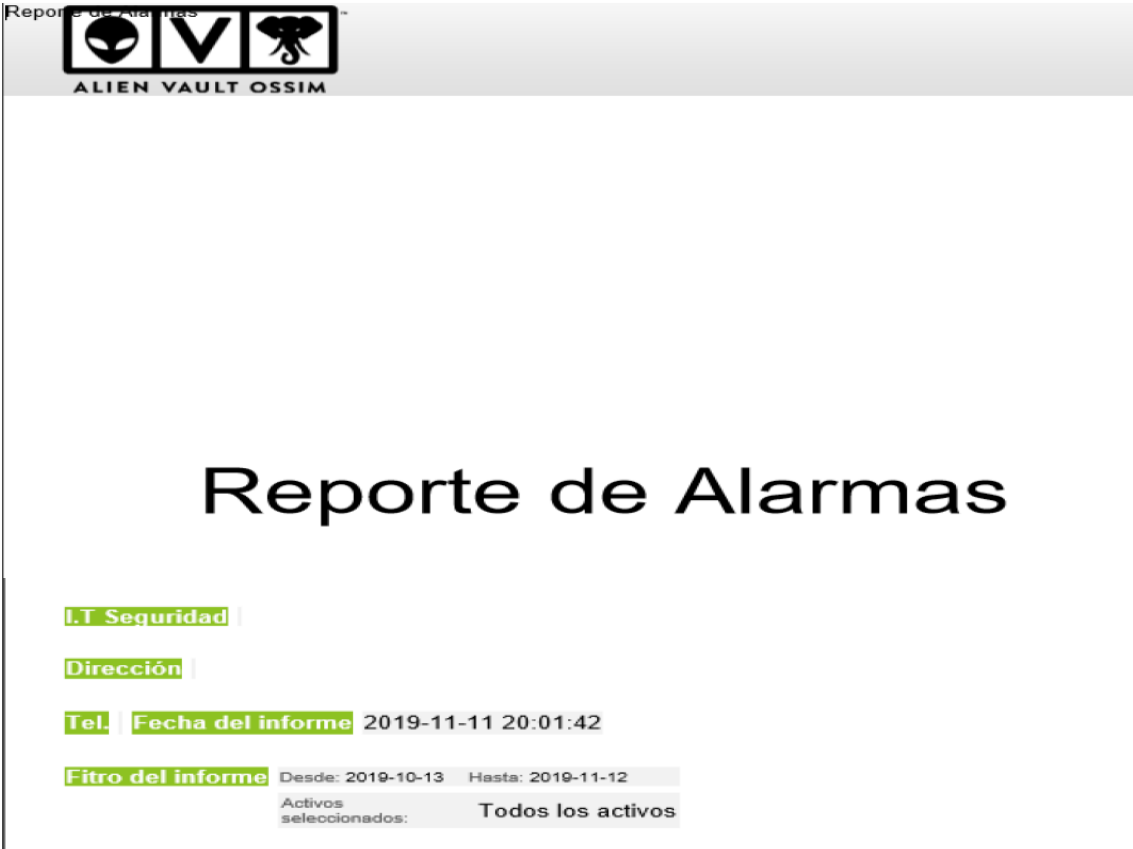 Reporte de Alarmas
ALIEN VAULT OSSIM
Reporte de Alarmas
I.T Seguridad
Dirección
Tel. Fecha del informe 2019-11-11 20:01:42
Fitro del informe Desde: 2019-10-13 Hasta: 2019-11-12
Activos
seleccionados: Todos los activos